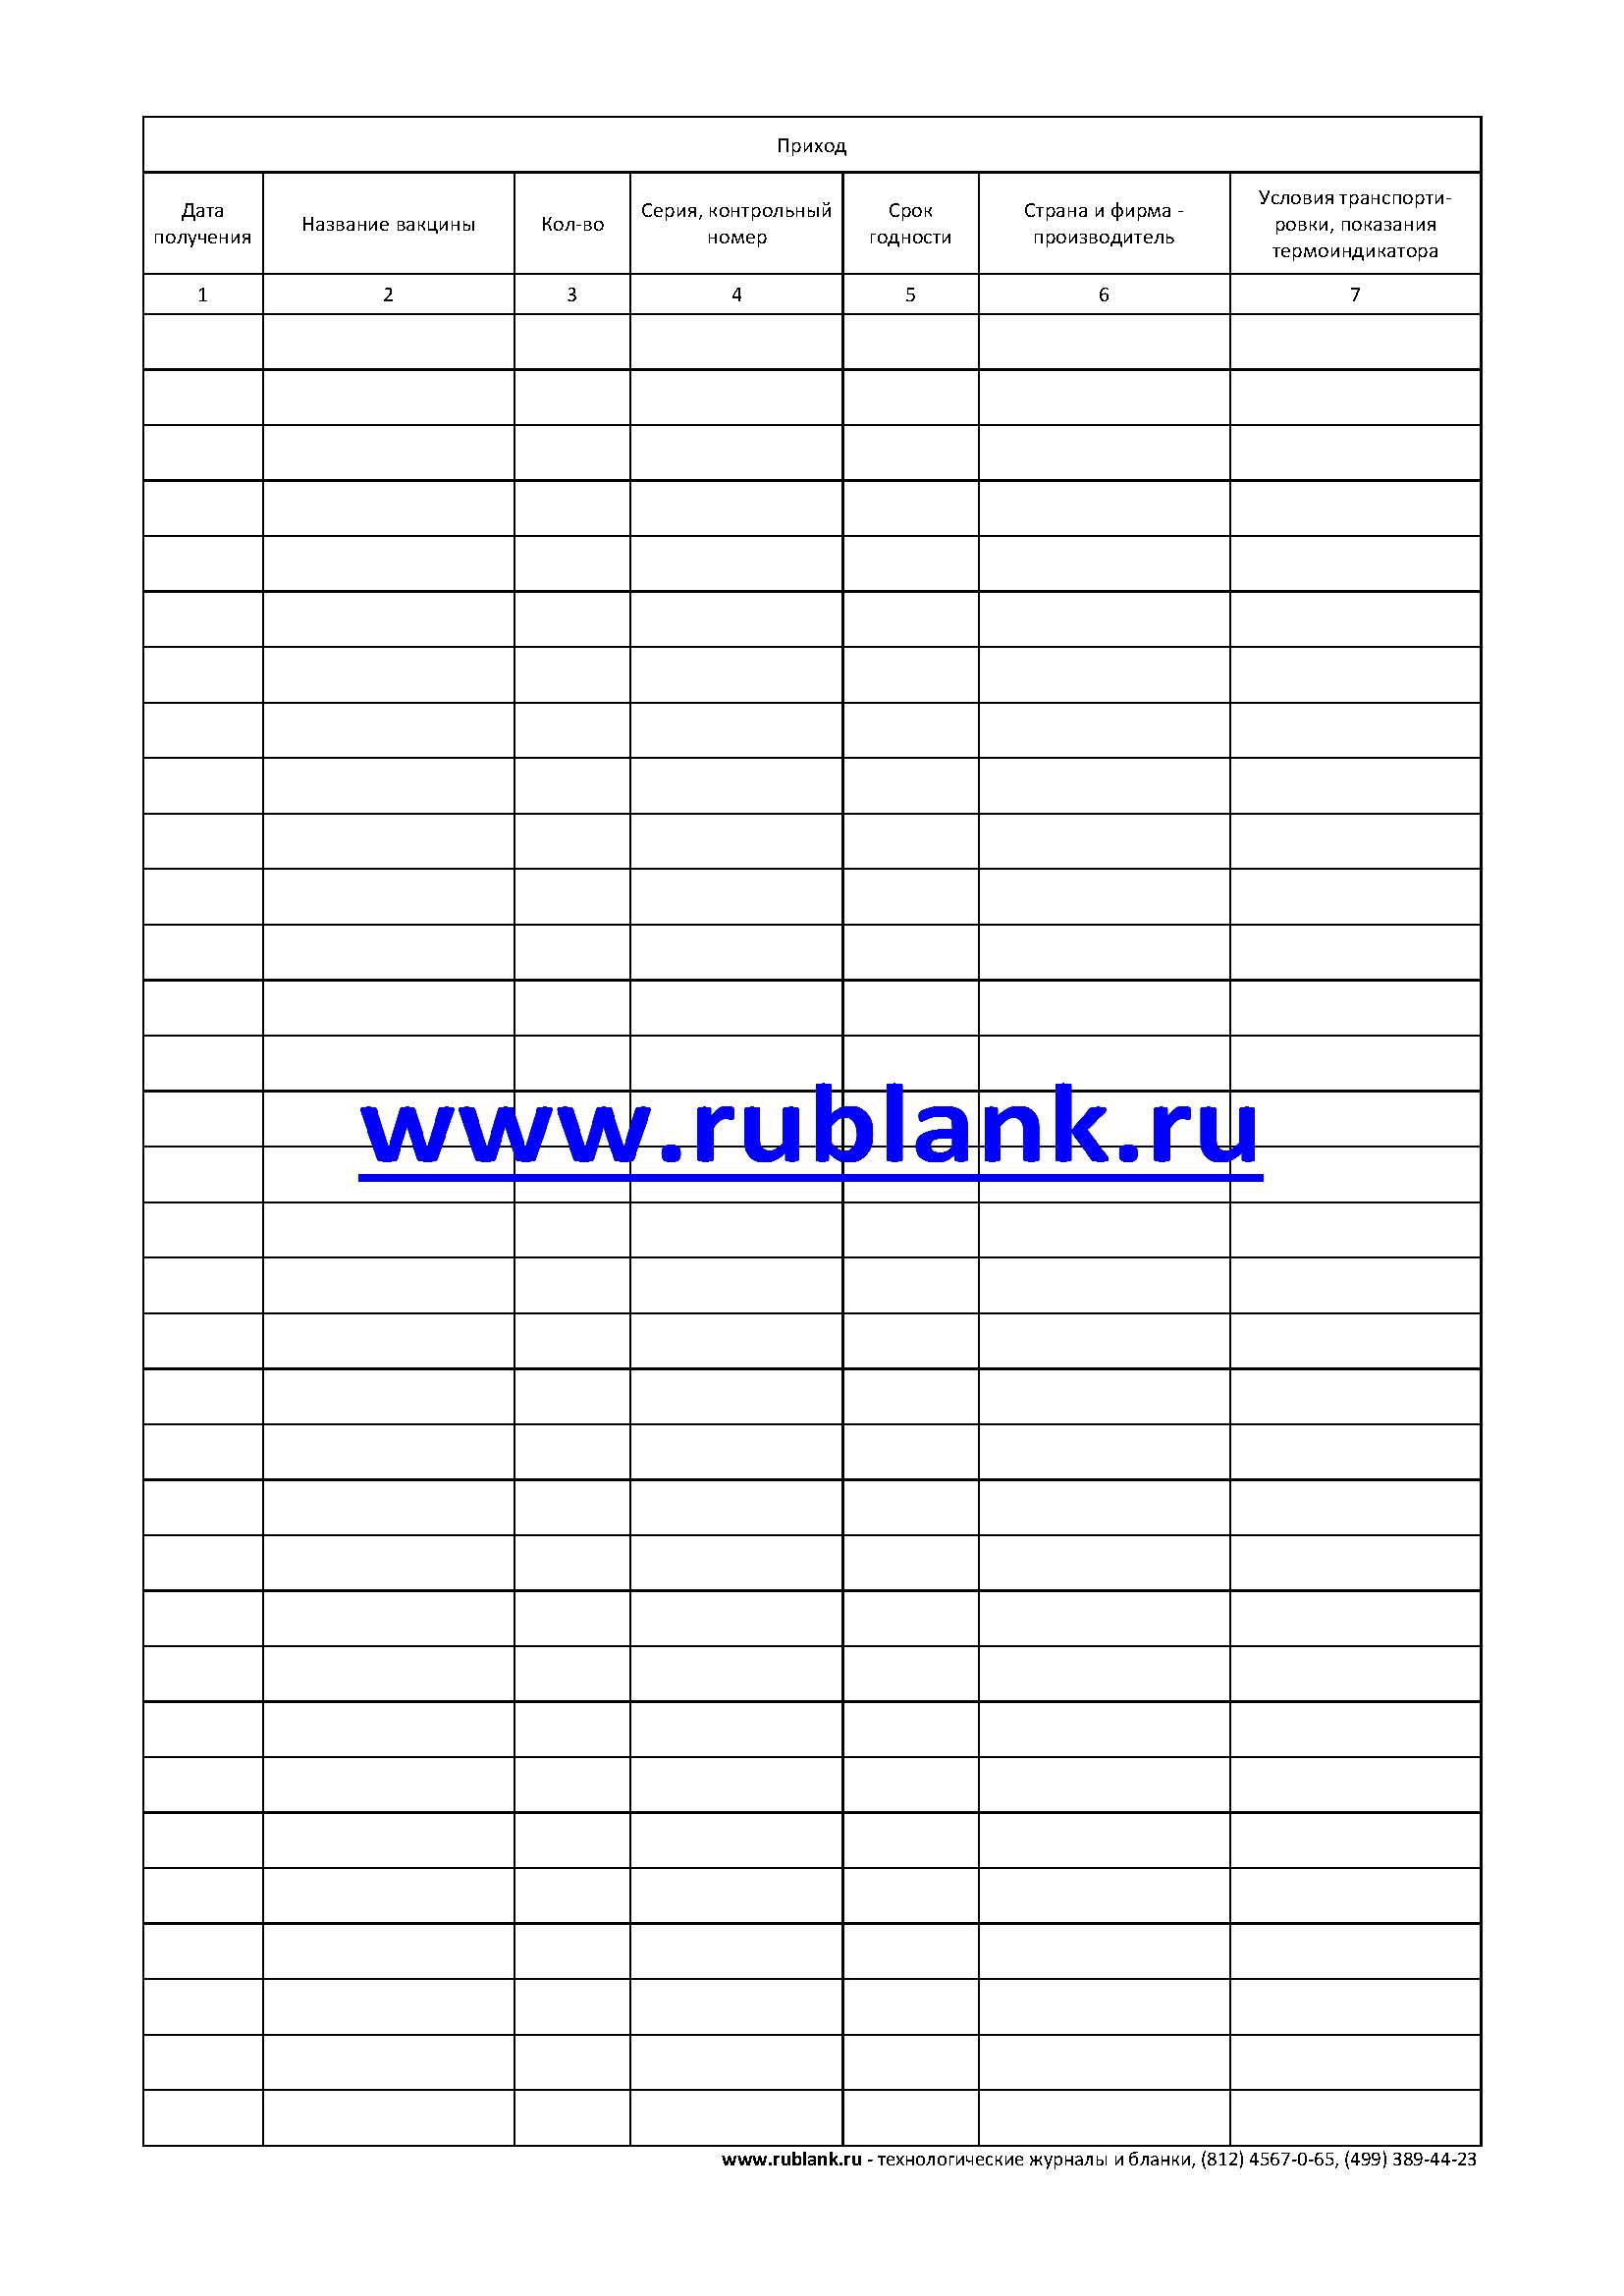 Приход
Дата
получения
Название вакцины
Кол-во
Серия, контрольный
номер
Срок
годности
Страна и фирма -
производитель
Условия транспорти-
ровки, показания
термоиндикатора
1 2 3 4 5 6 7
www.rublank.ru
www.rublank.ru - технологические журналы и бланки, (812) 4567-0-65, (499) 389-44-23